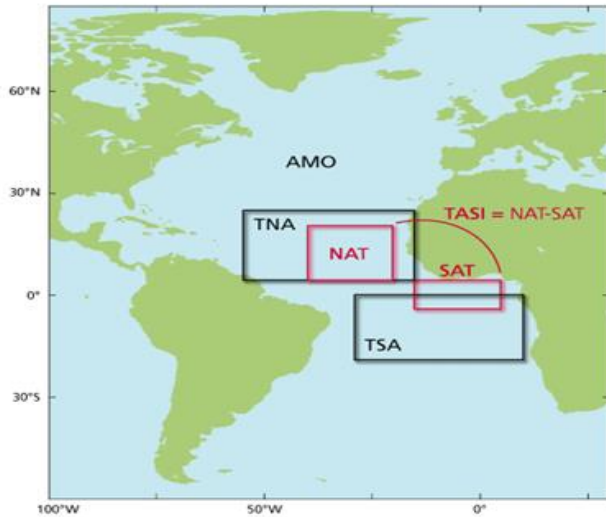 60°N
AMO
30°N
TASI = NAT-SAT
TNA
NAT
SAT
0°
TSA
30°S
100°W
50°W
0°